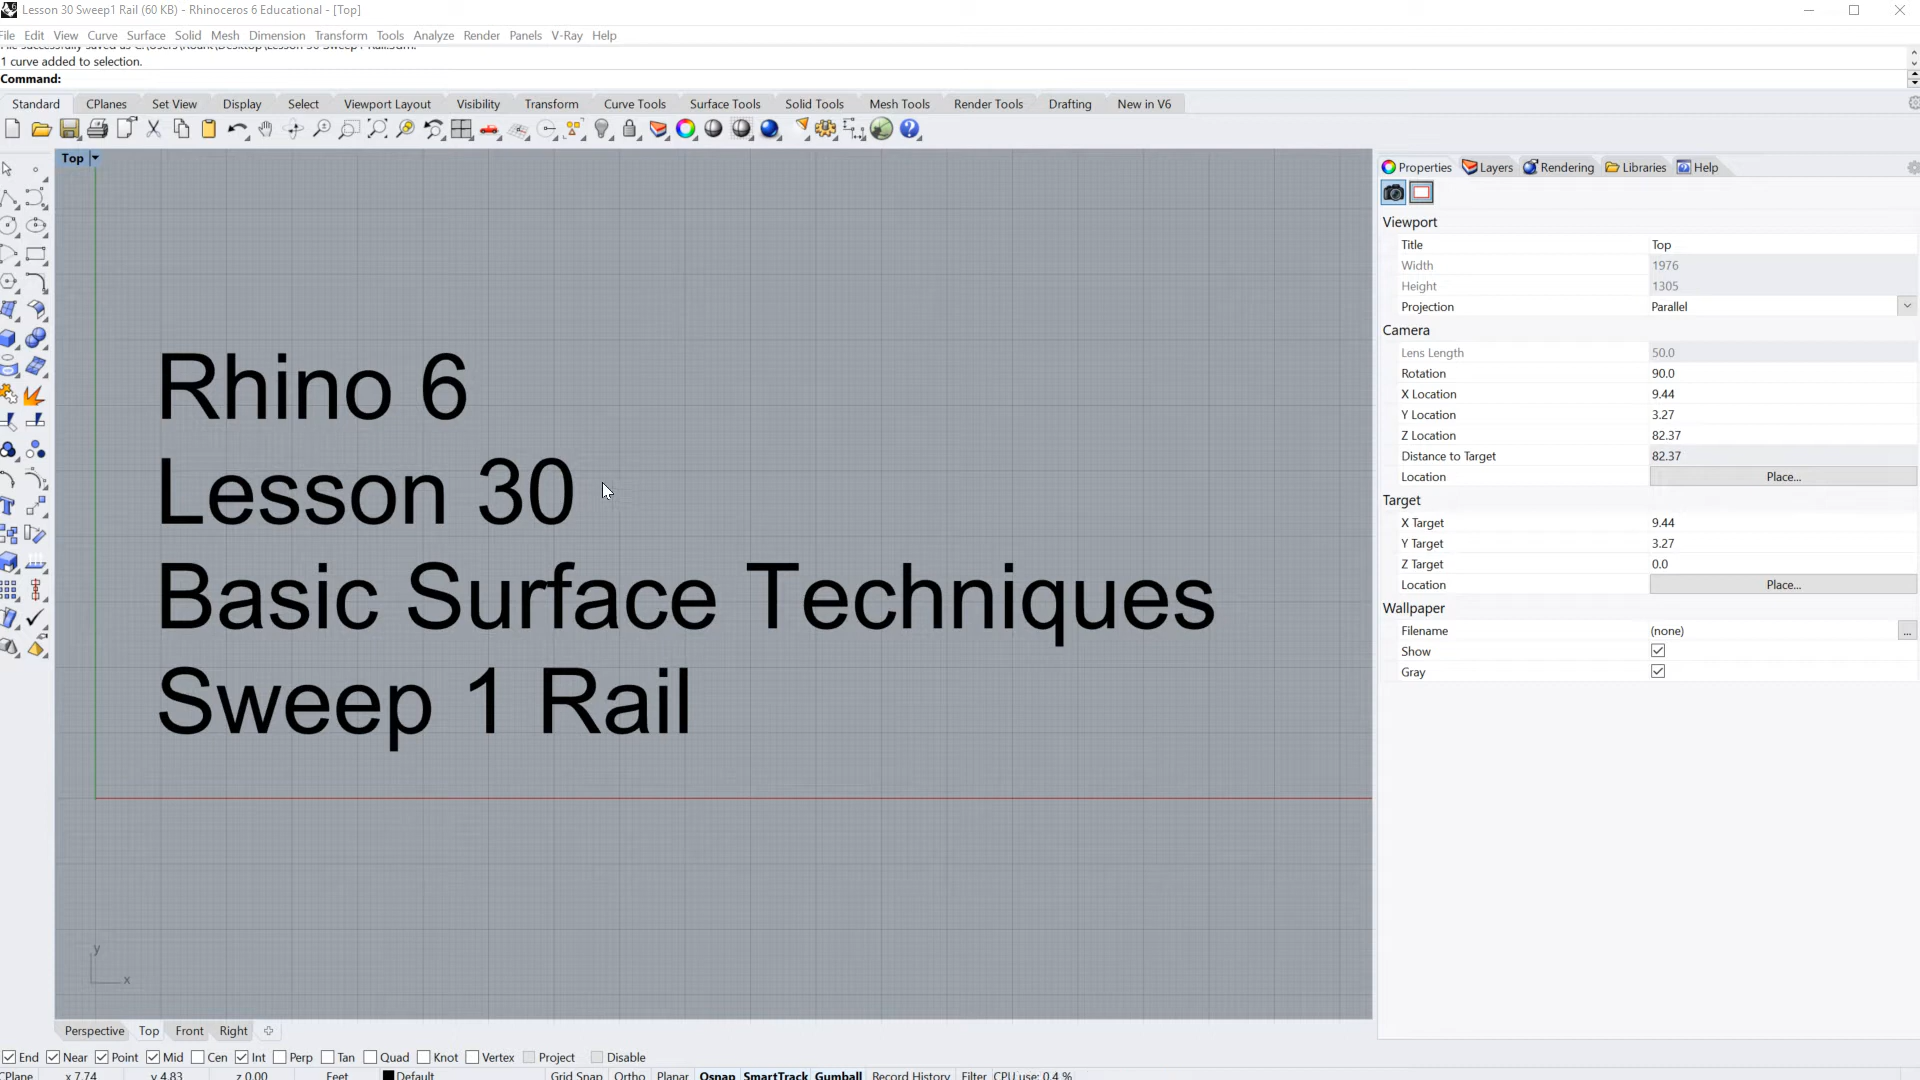 Lesson 30 Sweep1 Rail (60 KB) - Rhinoceros 6 Educational - [Top]
File Edit View Curve Surface Solid Mesh Dimension Transform Tools Analyze Render Panels V-Ray Help
1 curve added to selection.
Command:
Standard CPlanes Set View Display Select Viewport Layout Visibility Transform Curve Tools Surface Tools Solid Tools Mesh Tools Render Tools Drafting New in V6
Top
Properties Layers Rendering Libraries Help
Viewport
Title Top
Width 1976
Height 1305
Projection Parallel
Camera
Lens Length 50.0
Rotation 90.0
X Location 9.44
Y Location 3.27
Z Location 82.37
Distance to Target 82.37
Location Place...
Target
X Target 9.44
Y Target 3.27
Z Target 0.0
Location Place...
Wallpaper
Filename (none) ...
Show
Gray
Rhino 6
Lesson 30
Basic Surface Techniques
Sweep 1 Rail
y
x
Perspective Top Front Right
End Near Point Mid Cen Int Perp Tan Quad Knot Vertex Project Disable
CPlane x 7.74 y 4.83 z 0.00 Feet Default Grid Snap Ortho Planar Osnap SmartTrack Gumball Record History Filter CPU use: 0.4 %